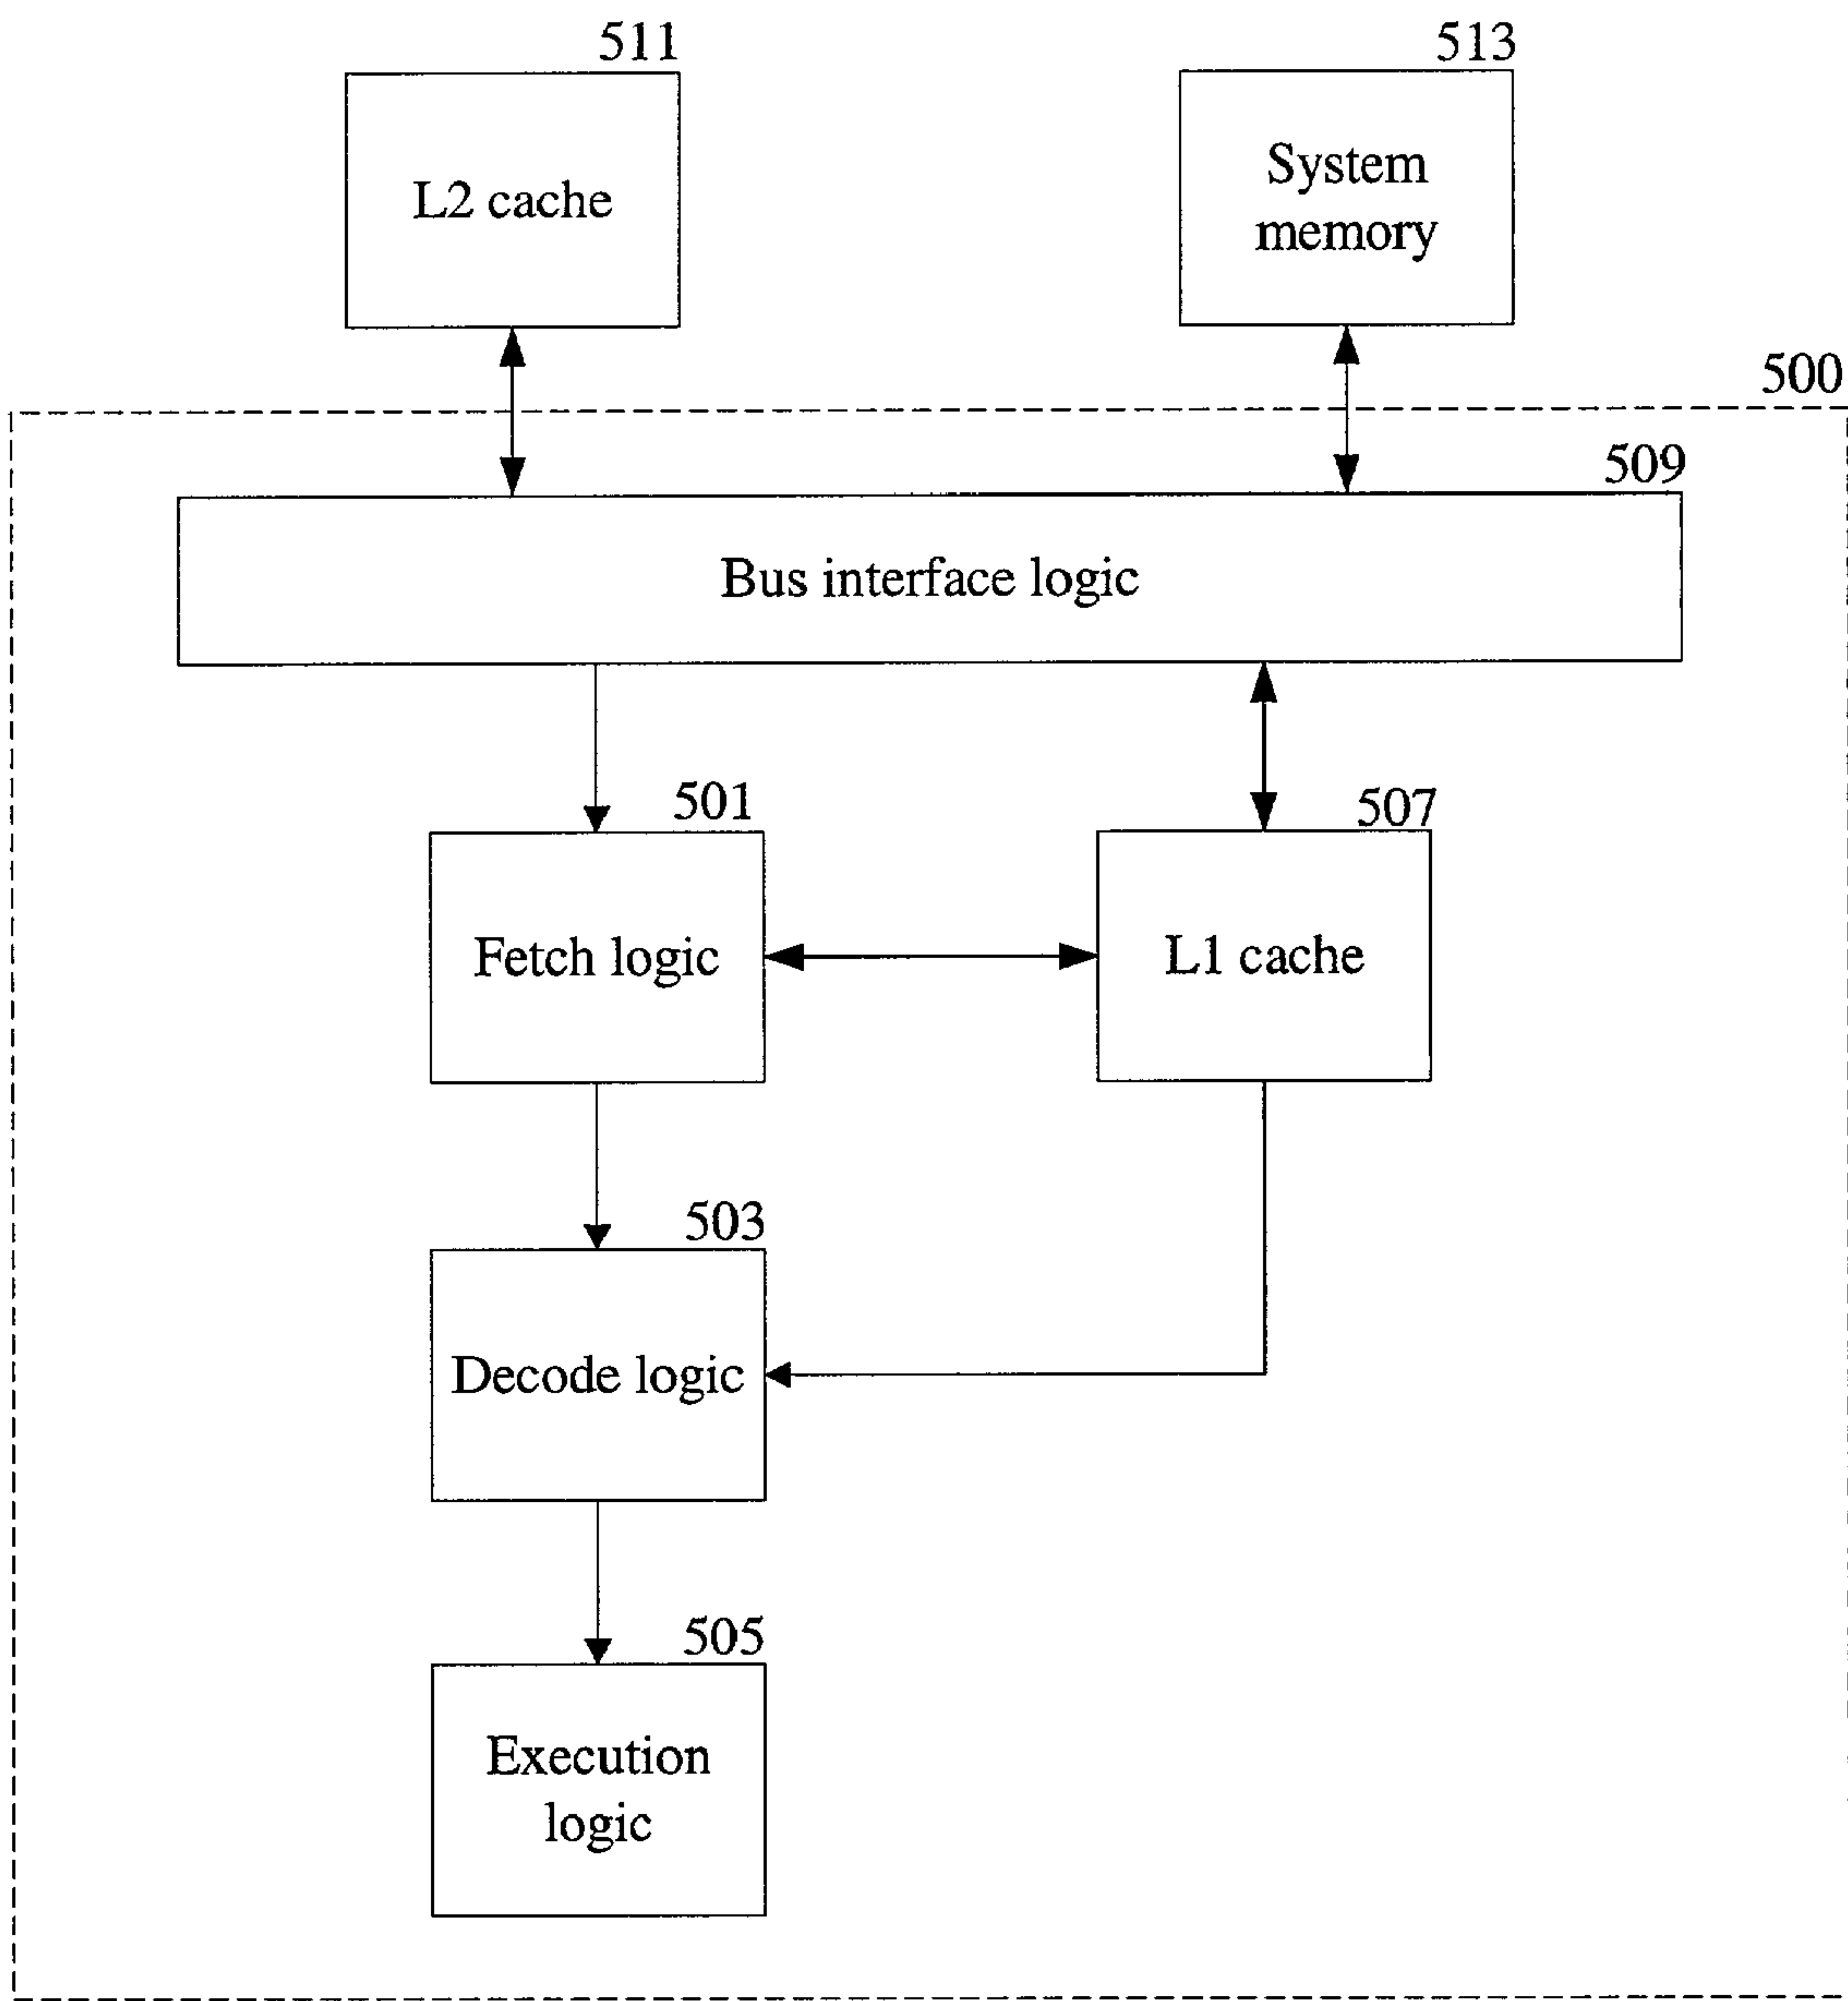 511
513
L2 cache
System
memory
500
509
Bus interface logic
501
507
Fetch logic
L1 cache
503
Decode logic
505
Execution
logic